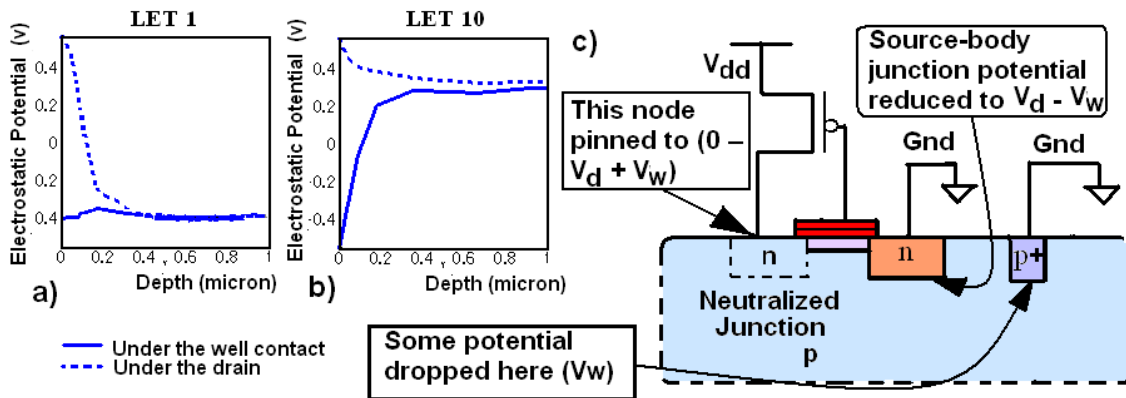 LET 1
Electrostatic Potential (v)
0.4
0.2
0
0.2
0.4
0
0.2
0.4
0.6
0.8
1
Depth (micron)
a)
LET 10
Electrostatic Potential (v)
0.4
0.2
0
-0.2
-0.4
0
0.2
0.4
0.6
0.8
1
Depth (micron)
b)
Under the well contact
Under the drain
c)
Vdd
Source-body
junction potential
reduced to Vd - VW
This node
pinned to (0 –
Vd + VW)
Gnd
Gnd
n
n
p+
Neutralized
Junction
p
Some potential
dropped here (Vw)